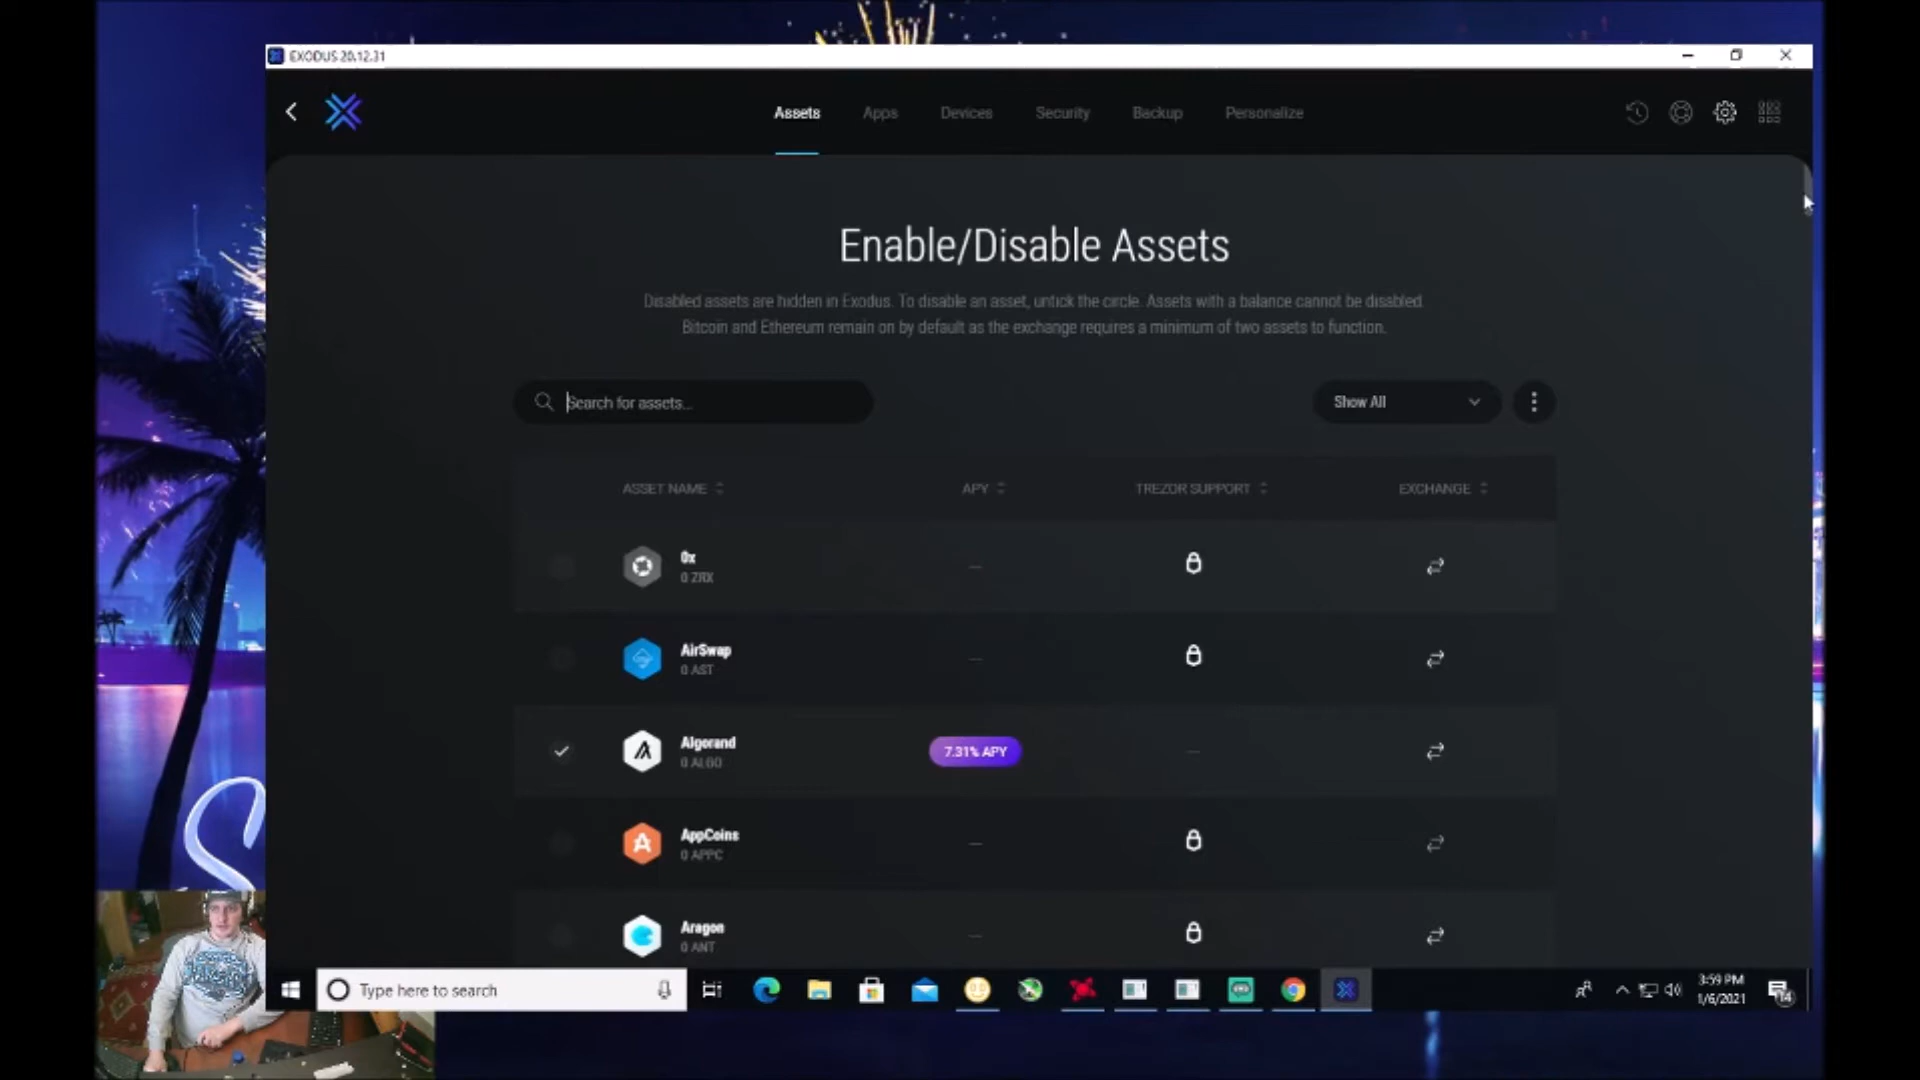 EXODUS 20.12.31
Assets Apps Devices Security Backup Personalize
Enable/Disable Assets
Disabled assets are hidden in Exodus. To disable an asset, untick the circle. Assets with a balance cannot be disabled.
Bitcoin and Ethereum remain on by default as the exchange requires a minimum of two assets to function.
Search for assets...
Show All
ASSET NAME APY TREZOR SUPPORT EXCHANGE
0x
0 ZRX
AirSwap
0 AST
Algorand
0 ALGO
7.31% APY
AppCoins
0 APPC
Aragon
0 ANT
Type here to search
3:59 PM
1/6/2021
14